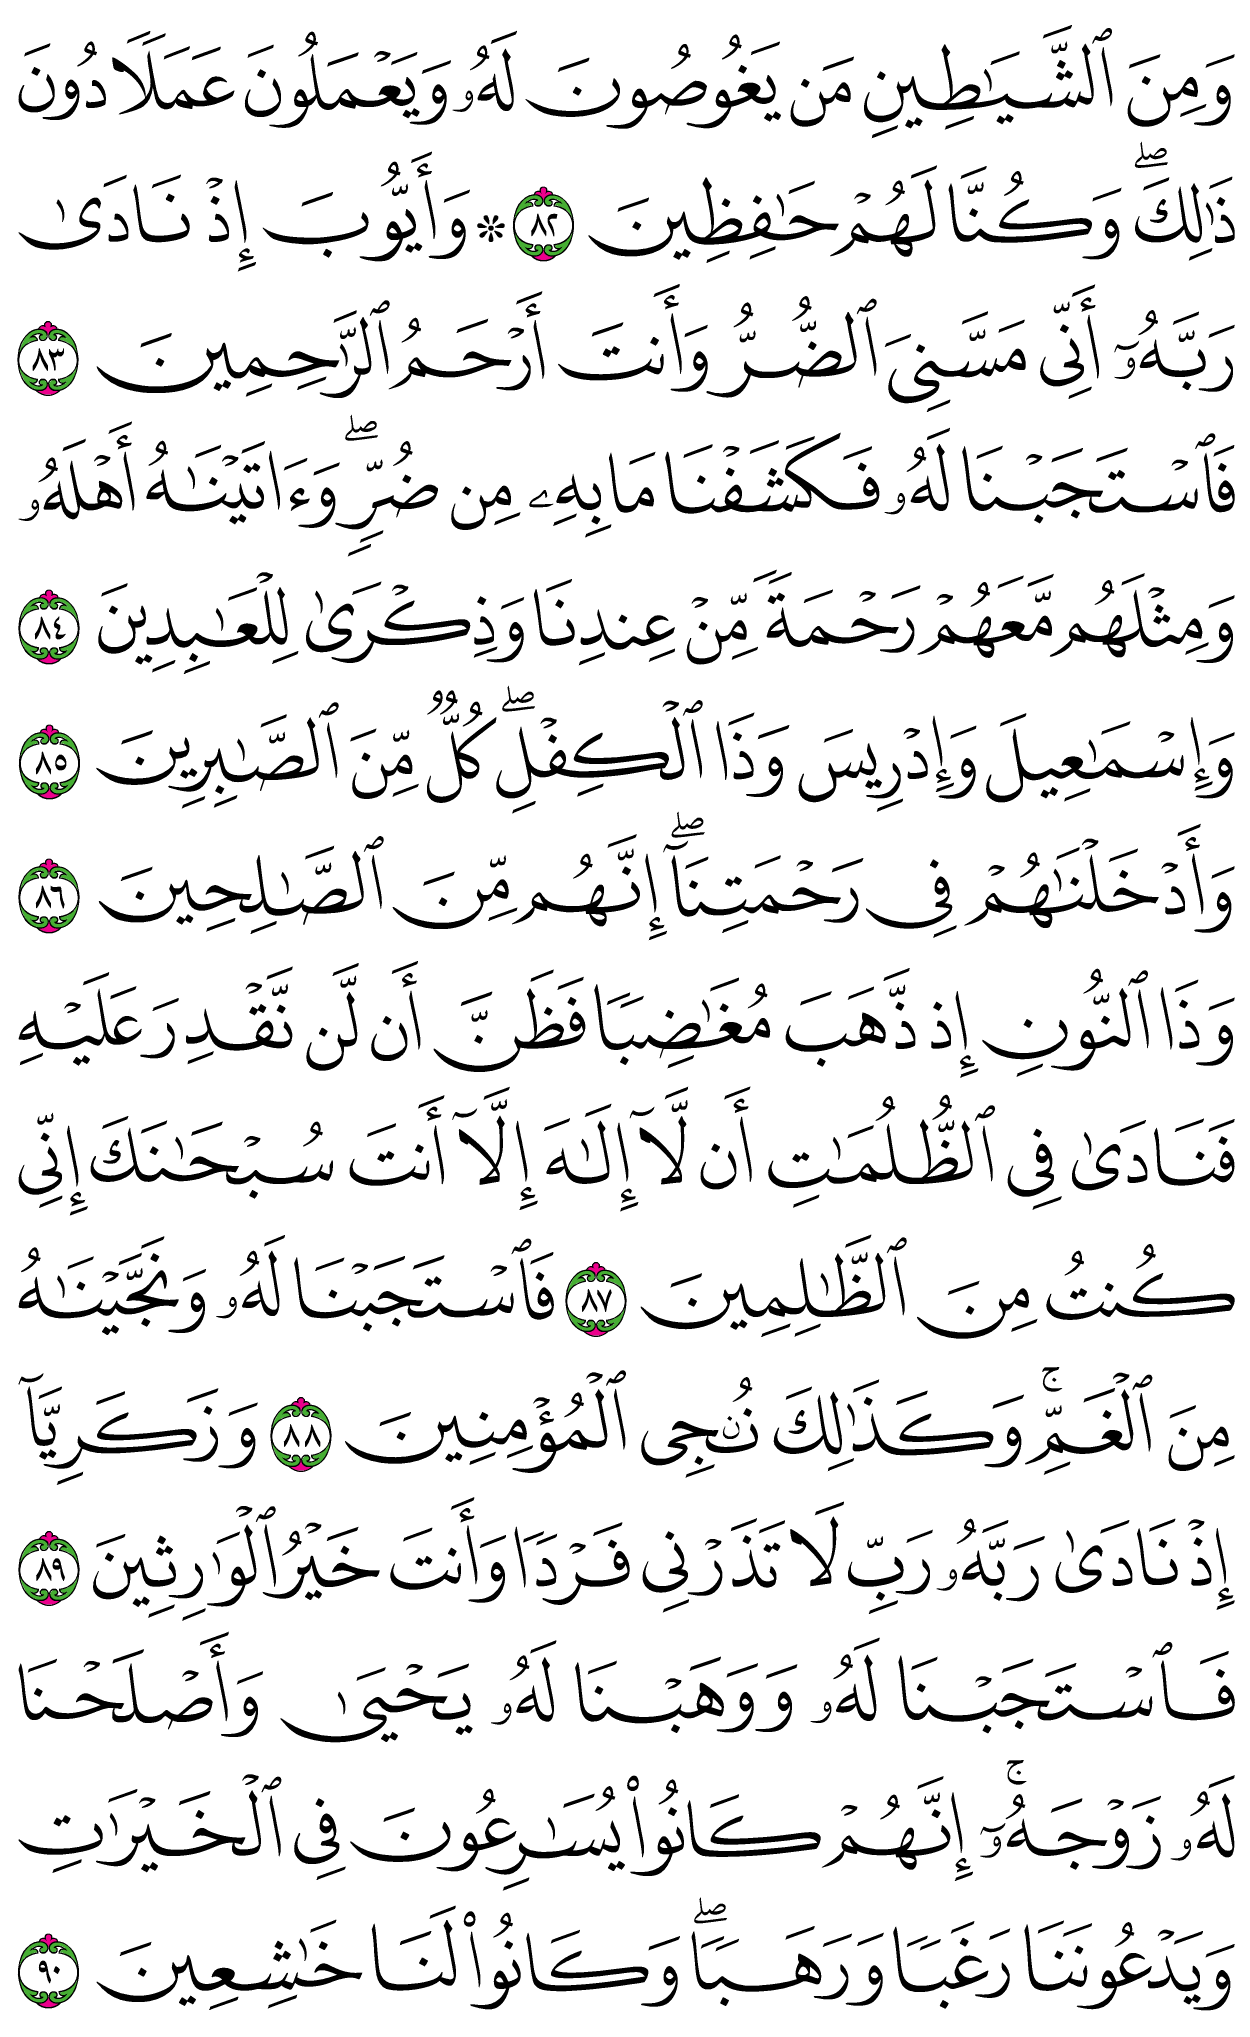 وَمِنَ ٱلشَّيَـٰطِينِ مَن يَغُوصُونَ لَهُۥ وَيَعْمَلُونَ عَمَلًا دُونَ
ذَٰلِكَ ۖ وَكُنَّا لَهُمْ حَـٰفِظِينَ ٨٢ ۞ وَأَيُّوبَ إِذْ نَادَىٰ
رَبَّهُۥٓ أَنِّى مَسَّنِىَ ٱلضُّرُّ وَأَنتَ أَرْحَمُ ٱلرَّٰحِمِينَ ٨٣
فَٱسْتَجَبْنَا لَهُۥ فَكَشَفْنَا مَا بِهِۦ مِن ضُرٍّ ۖ وَءَاتَيْنَـٰهُ أَهْلَهُۥ
وَمِثْلَهُم مَّعَهُمْ رَحْمَةً مِّنْ عِندِنَا وَذِكْرَىٰ لِلْعَـٰبِدِينَ ٨٤
وَإِسْمَـٰعِيلَ وَإِدْرِيسَ وَذَا ٱلْكِفْلِ ۖ كُلٌّ مِّنَ ٱلصَّـٰبِرِينَ ٨٥
وَأَدْخَلْنَـٰهُمْ فِى رَحْمَتِنَآ ۖ إِنَّهُم مِّنَ ٱلصَّـٰلِحِينَ ٨٦
وَذَا ٱلنُّونِ إِذ ذَّهَبَ مُغَـٰضِبًا فَظَنَّ أَن لَّن نَّقْدِرَ عَلَيْهِ
فَنَادَىٰ فِى ٱلظُّلُمَـٰتِ أَن لَّآ إِلَـٰهَ إِلَّآ أَنتَ سُبْحَـٰنَكَ إِنِّى
كُنتُ مِنَ ٱلظَّـٰلِمِينَ ٨٧ فَٱسْتَجَبْنَا لَهُۥ وَنَجَّيْنَـٰهُ
مِنَ ٱلْغَمِّ ۚ وَكَذَٰلِكَ نُـۨجِى ٱلْمُؤْمِنِينَ ٨٨ وَزَكَرِيَّآ
إِذْ نَادَىٰ رَبَّهُۥ رَبِّ لَا تَذَرْنِى فَرْدًا وَأَنتَ خَيْرُ ٱلْوَٰرِثِينَ ٨٩
فَٱسْتَجَبْنَا لَهُۥ وَوَهَبْنَا لَهُۥ يَحْيَىٰ وَأَصْلَحْنَا
لَهُۥ زَوْجَهُۥٓ ۚ إِنَّهُمْ كَانُوا۟ يُسَـٰرِعُونَ فِى ٱلْخَيْرَٰتِ
وَيَدْعُونَنَا رَغَبًا وَرَهَبًا ۖ وَكَانُوا۟ لَنَا خَـٰشِعِينَ ٩٠